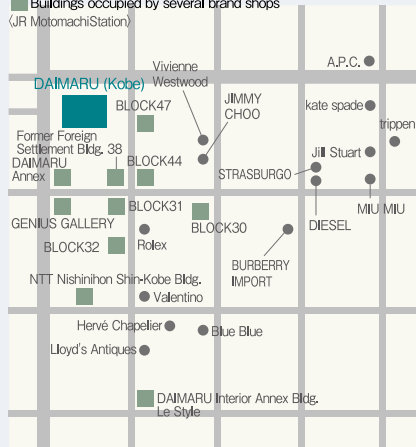 Buildings occupied by several brand shops
〈JR MotomachiStation〉
A.P.C.
Vivienne
Westwood
DAIMARU (Kobe)
JIMMY
CHOO
BLOCK47
kate spade
trippen
Former Foreign
Settlement Bldg. 38
DAIMARU
Annex
BLOCK44
Jill Stuart
STRASBURGO
BLOCK31
MIU MIU
GENIUS GALLERY
BLOCK30
DIESEL
BLOCK32
Rolex
BURBERRY
IMPORT
NTT Nishinihon Shin-Kobe Bldg.
Valentino
Hervé Chapelier
Blue Blue
Lloyd's Antiques
DAIMARU Interior Annex Bldg.
Le Style